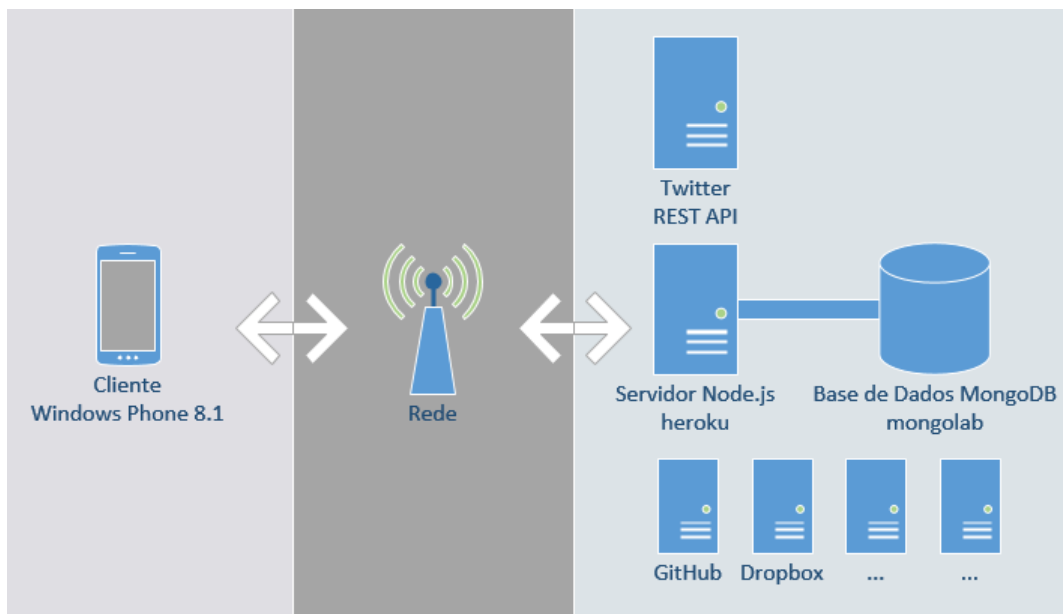 Twitter
REST API
Cliente
Windows Phone 8.1
Rede
Servidor Node.js
heroku
Base de Dados MongoDB
mongolab
GitHub
Dropbox
...
...